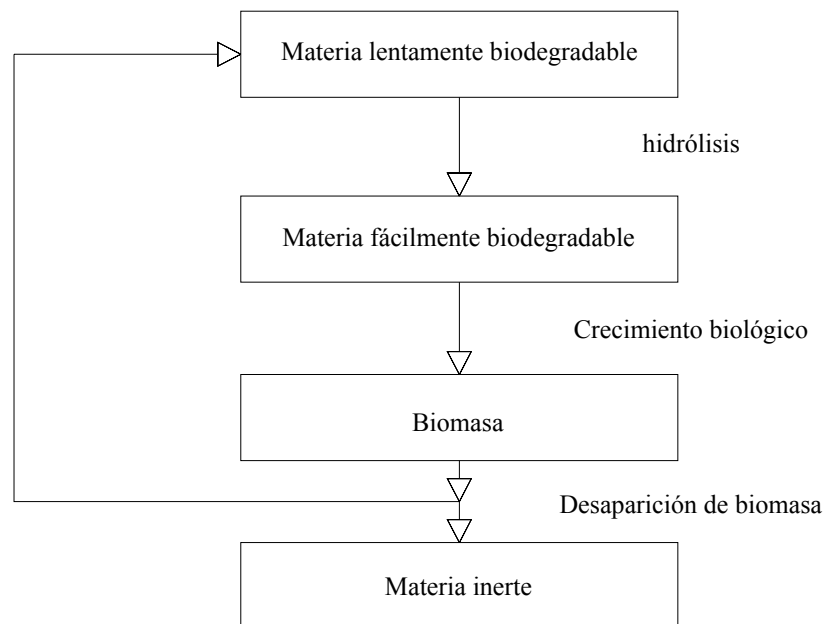 Materia lentamente biodegradable
hidrólisis
Materia fácilmente biodegradable
Crecimiento biológico
Biomasa
Desaparición de biomasa
Materia inerte